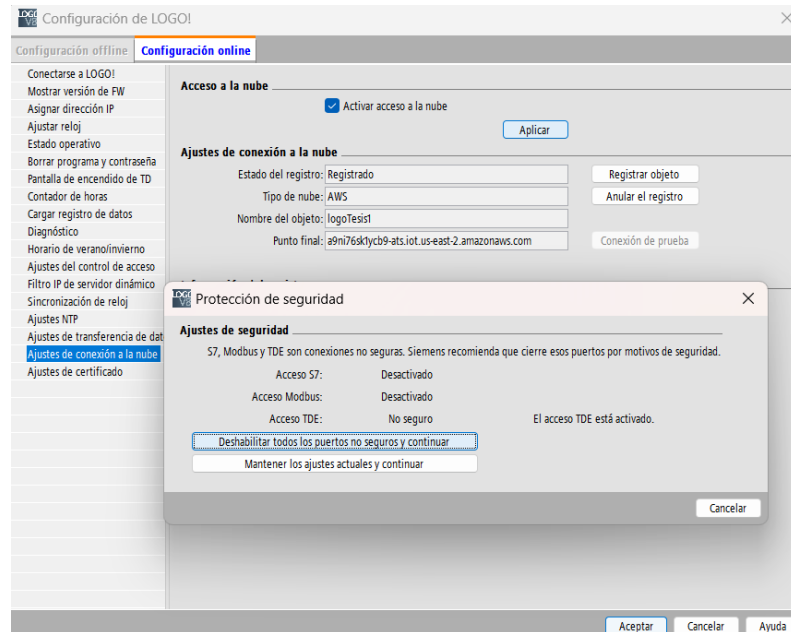 Configuración de LOGO!
Configuración offline
Configuración online
Conectarse a LOGO!
Mostrar versión de FW
Asignar dirección IP
Ajustar reloj
Estado operativo
Borrar programa y contraseña
Pantalla de encendido de TD
Contador de horas
Cargar registro de datos
Diagnóstico
Horario de verano/invierno
Ajustes del control de acceso
Filtro IP de servidor dinámico
Sincronización de reloj
Ajustes NTP
Ajustes de transferencia de dat
Ajustes de conexión a la nube
Ajustes de certificado
Acceso a la nube
Activar acceso a la nube
Aplicar
Ajustes de conexión a la nube
Estado del registro: Registrado
Registrar objeto
Tipo de nube: AWS
Anular el registro
Nombre del objeto: logoTesis1
Punto final: a9ni76sk1ycb9-ats.iot.us-east-2.amazonaws.com
Conexión de prueba
Protección de seguridad
Ajustes de seguridad
S7, Modbus y TDE son conexiones no seguras. Siemens recomienda que cierre esos puertos por motivos de seguridad.
Acceso S7: Desactivado
Acceso Modbus: Desactivado
Acceso TDE: No seguro El acceso TDE está activado.
Deshabilitar todos los puertos no seguros y continuar
Mantener los ajustes actuales y continuar
Cancelar
Aceptar
Cancelar
Ayuda